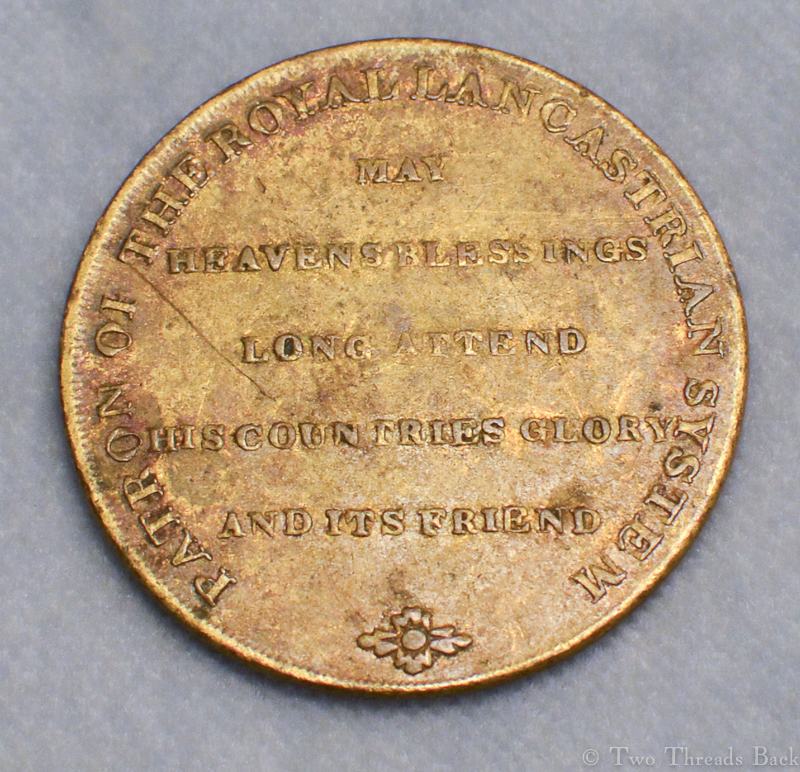 PATRON OF THE ROYAL LANCASTRIAN SYSTEM
MAY
HEAVENS BLESSINGS
LONG ATTEND
HIS COUNTRIES GLORY
AND ITS FRIEND
© Two Threads Back